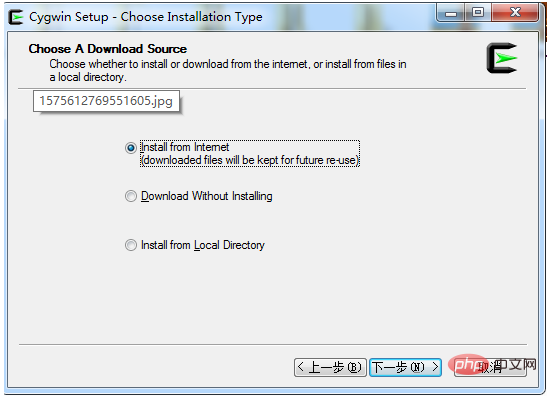 Cygwin Setup - Choose Installation Type
Choose A Download Source
Choose whether to install or download from the internet, or install from files in
a local directory.
1575612769551605.jpg
Install from Internet
(downloaded files will be kept for future re-use)
Download Without Installing
Install from Local Directory
< 上一步(B)
下一步(N) >
取消
php 中文网